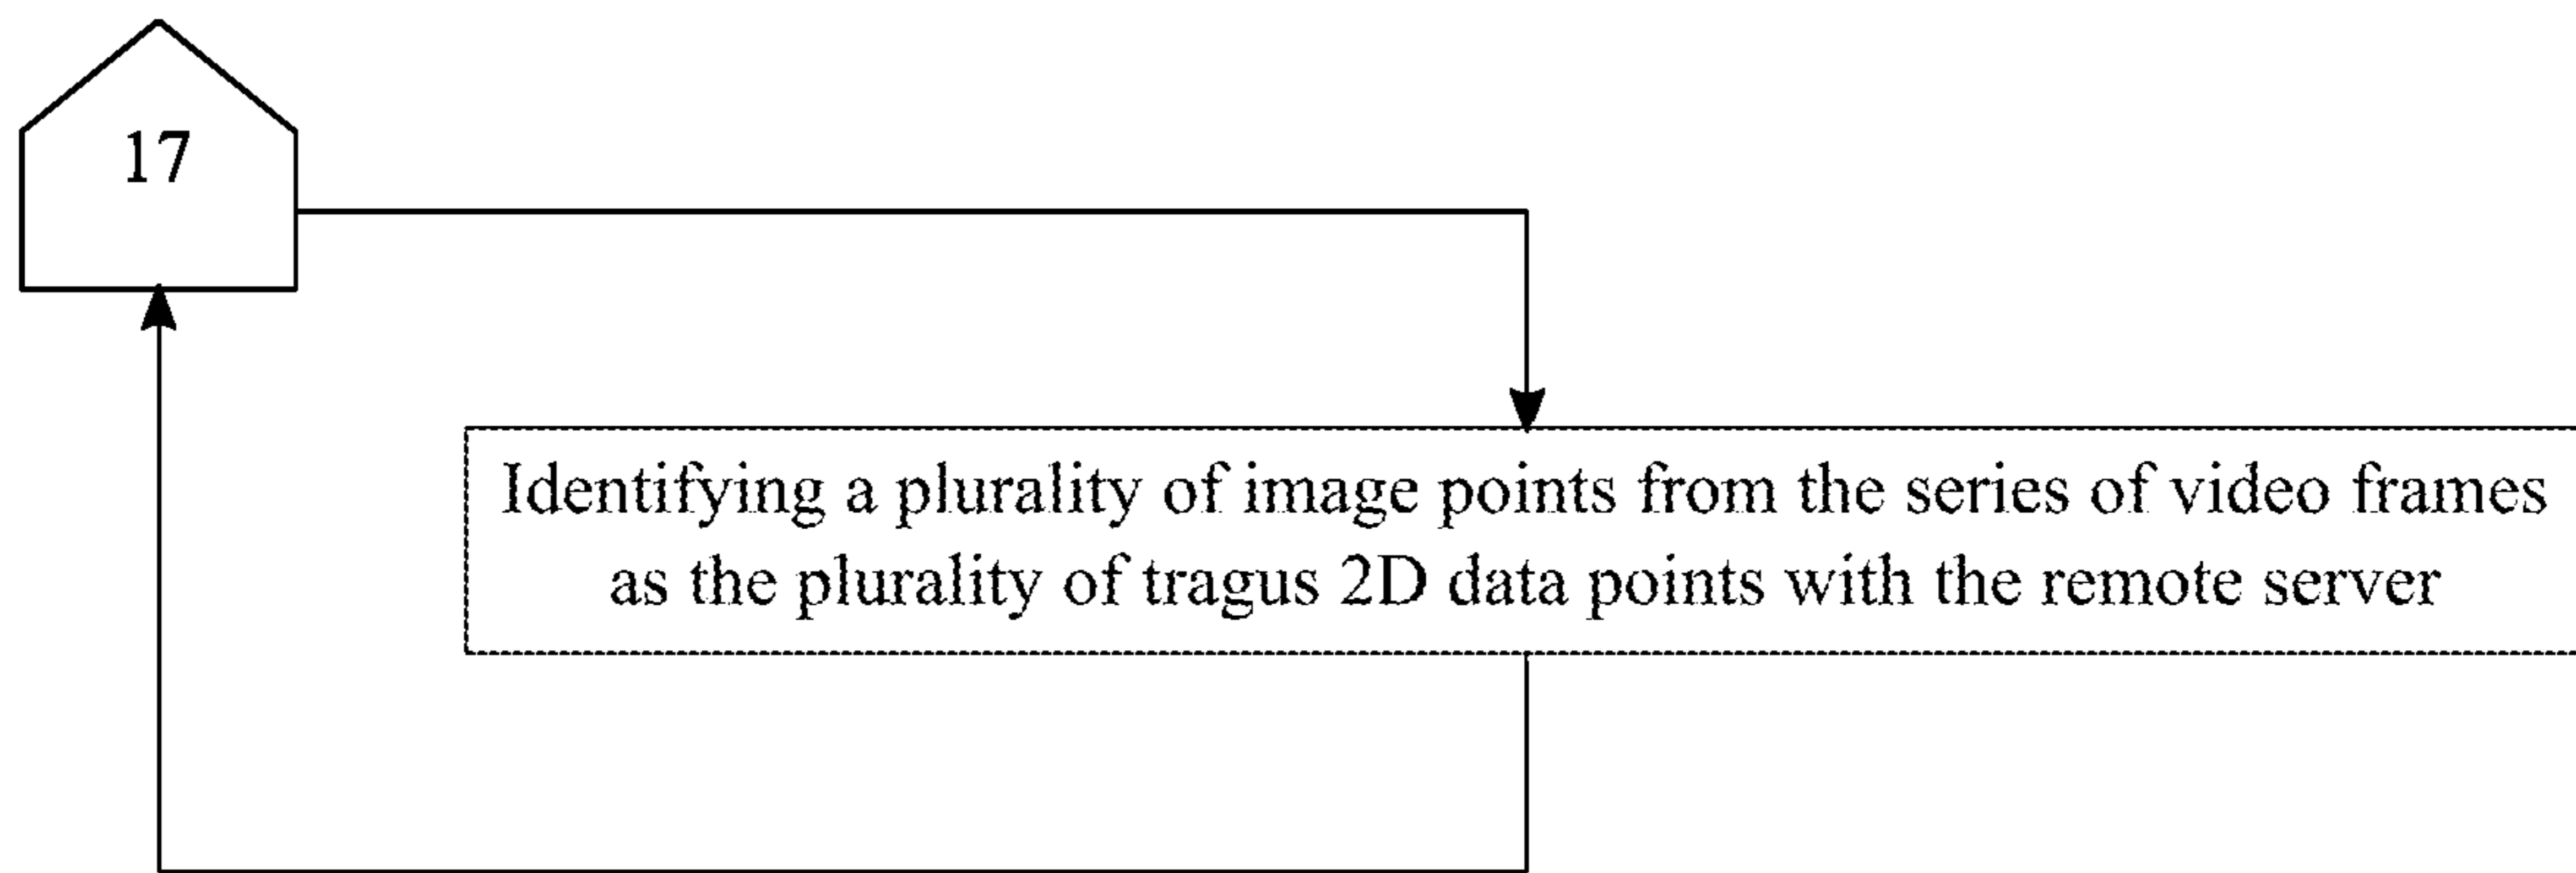 17
Identifying a plurality of image points from the series of video frames
as the plurality of tragus 2D data points with the remote server